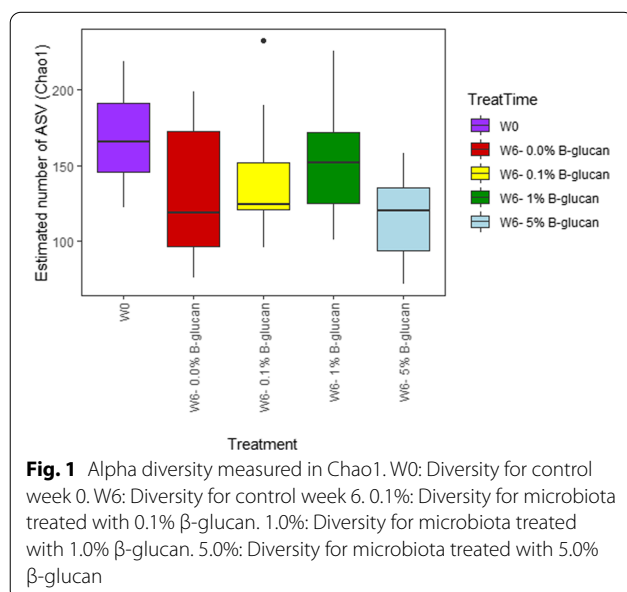 Estimated number of ASV (Chao1)
200
150
100
W0
W6- 0.0% B-glucan
W6- 0.1% B-glucan
W6- 1% B-glucan
W6- 5% B-glucan
Treatment
TreatTime
W0
W6- 0.0% B-glucan
W6- 0.1% B-glucan
W6- 1% B-glucan
W6- 5% B-glucan
Fig. 1 Alpha diversity measured in Chao1. W0: Diversity for control
week 0. W6: Diversity for control week 6. 0.1%: Diversity for microbiota
treated with 0.1% β-glucan. 1.0%: Diversity for microbiota treated
with 1.0% β-glucan. 5.0%: Diversity for microbiota treated with 5.0%
β-glucan